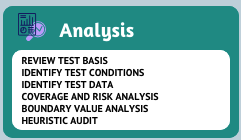 Analysis
REVIEW TEST BASIS
IDENTIFY TEST CONDITIONS
IDENTIFY TEST DATA
COVERAGE AND RISK ANALYSIS
BOUNDARY VALUE ANALYSIS
HEURISTIC AUDIT